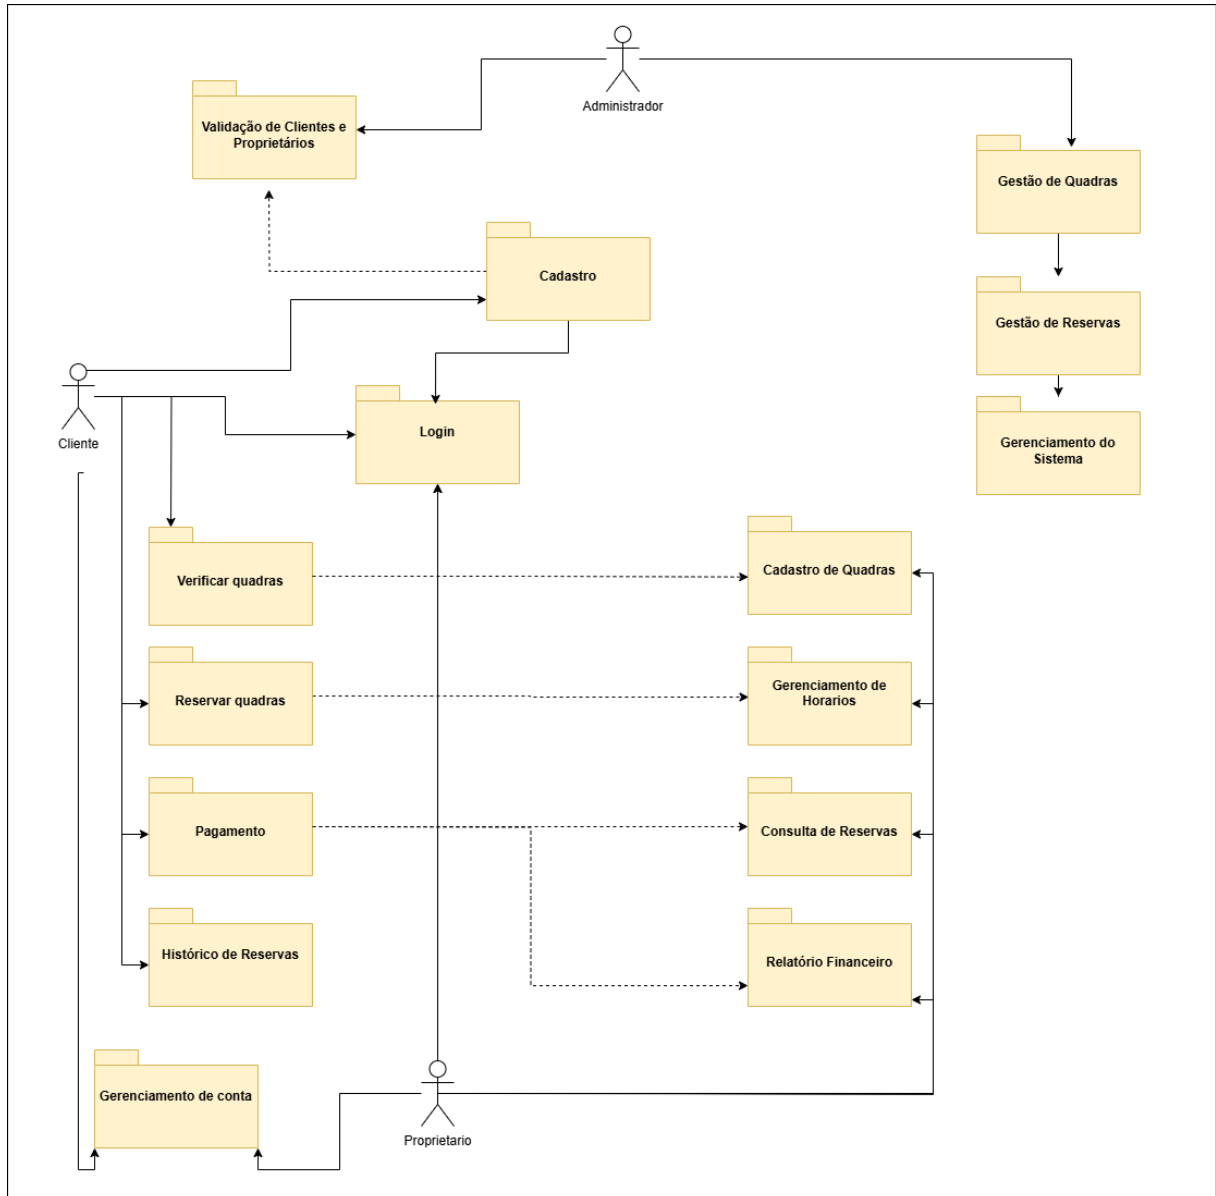 Administrador
Validação de Clientes e
Proprietários
Gestão de Quadras
Cadastro
Gestão de Reservas
Cliente
Login
Gerenciamento do
Sistema
Verificar quadras
Cadastro de Quadras
Reservar quadras
Gerenciamento de
Horarios
Pagamento
Consulta de Reservas
Histórico de Reservas
Relatório Financeiro
Gerenciamento de conta
Proprietario